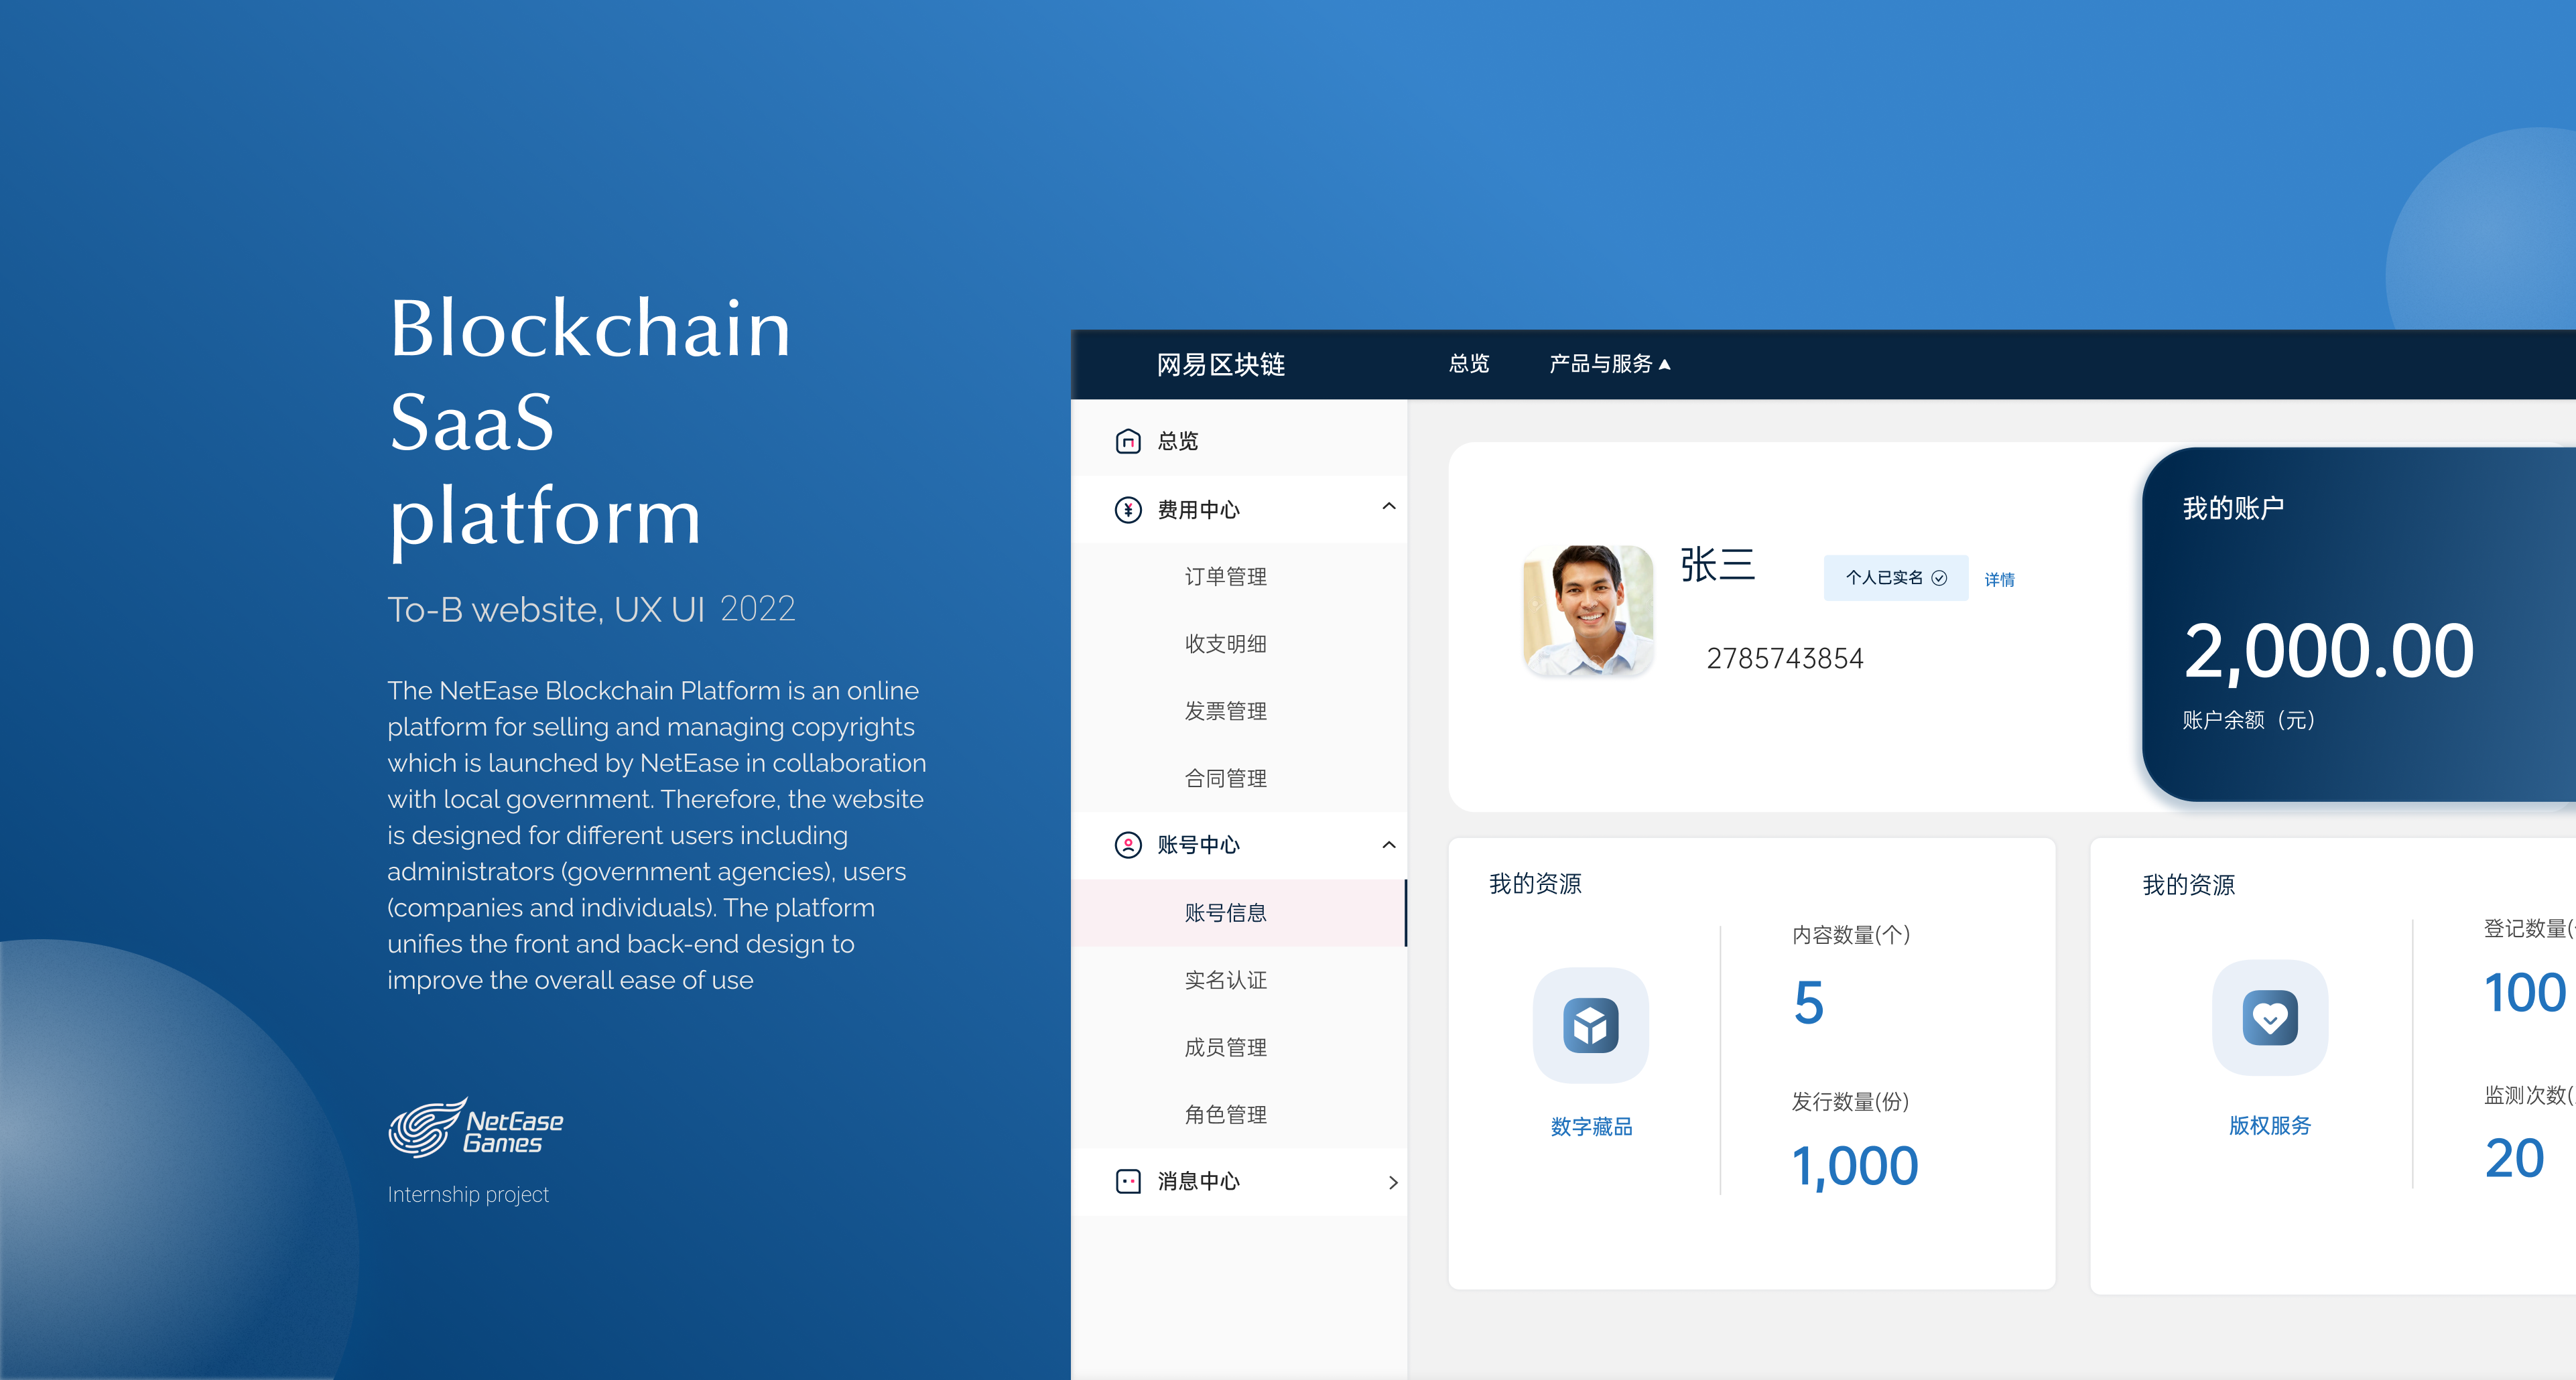 Blockchain
SaaS
platform
To-B website, UX UI 2022
The NetEase Blockchain Platform is an online
platform for selling and managing copyrights
which is launched by NetEase in collaboration
with local government. Therefore, the website
is designed for different users including
administrators (government agencies), users
(companies and individuals). The platform
unifies the front and back-end design to
improve the overall ease of use
NetEase
Games
Internship project
网易区块链
总览
产品与服务
总览
费用中心
订单管理
收支明细
发票管理
合同管理
账号中心
账号信息
实名认证
成员管理
角色管理
消息中心
张三
个人已实名
详情
2785743854
我的账户
2,000.00
账户余额（元）
我的资源
数字藏品
内容数量(个)
5
发行数量(份)
1,000
我的资源
版权服务
登记数量(
100
监测次数(
20